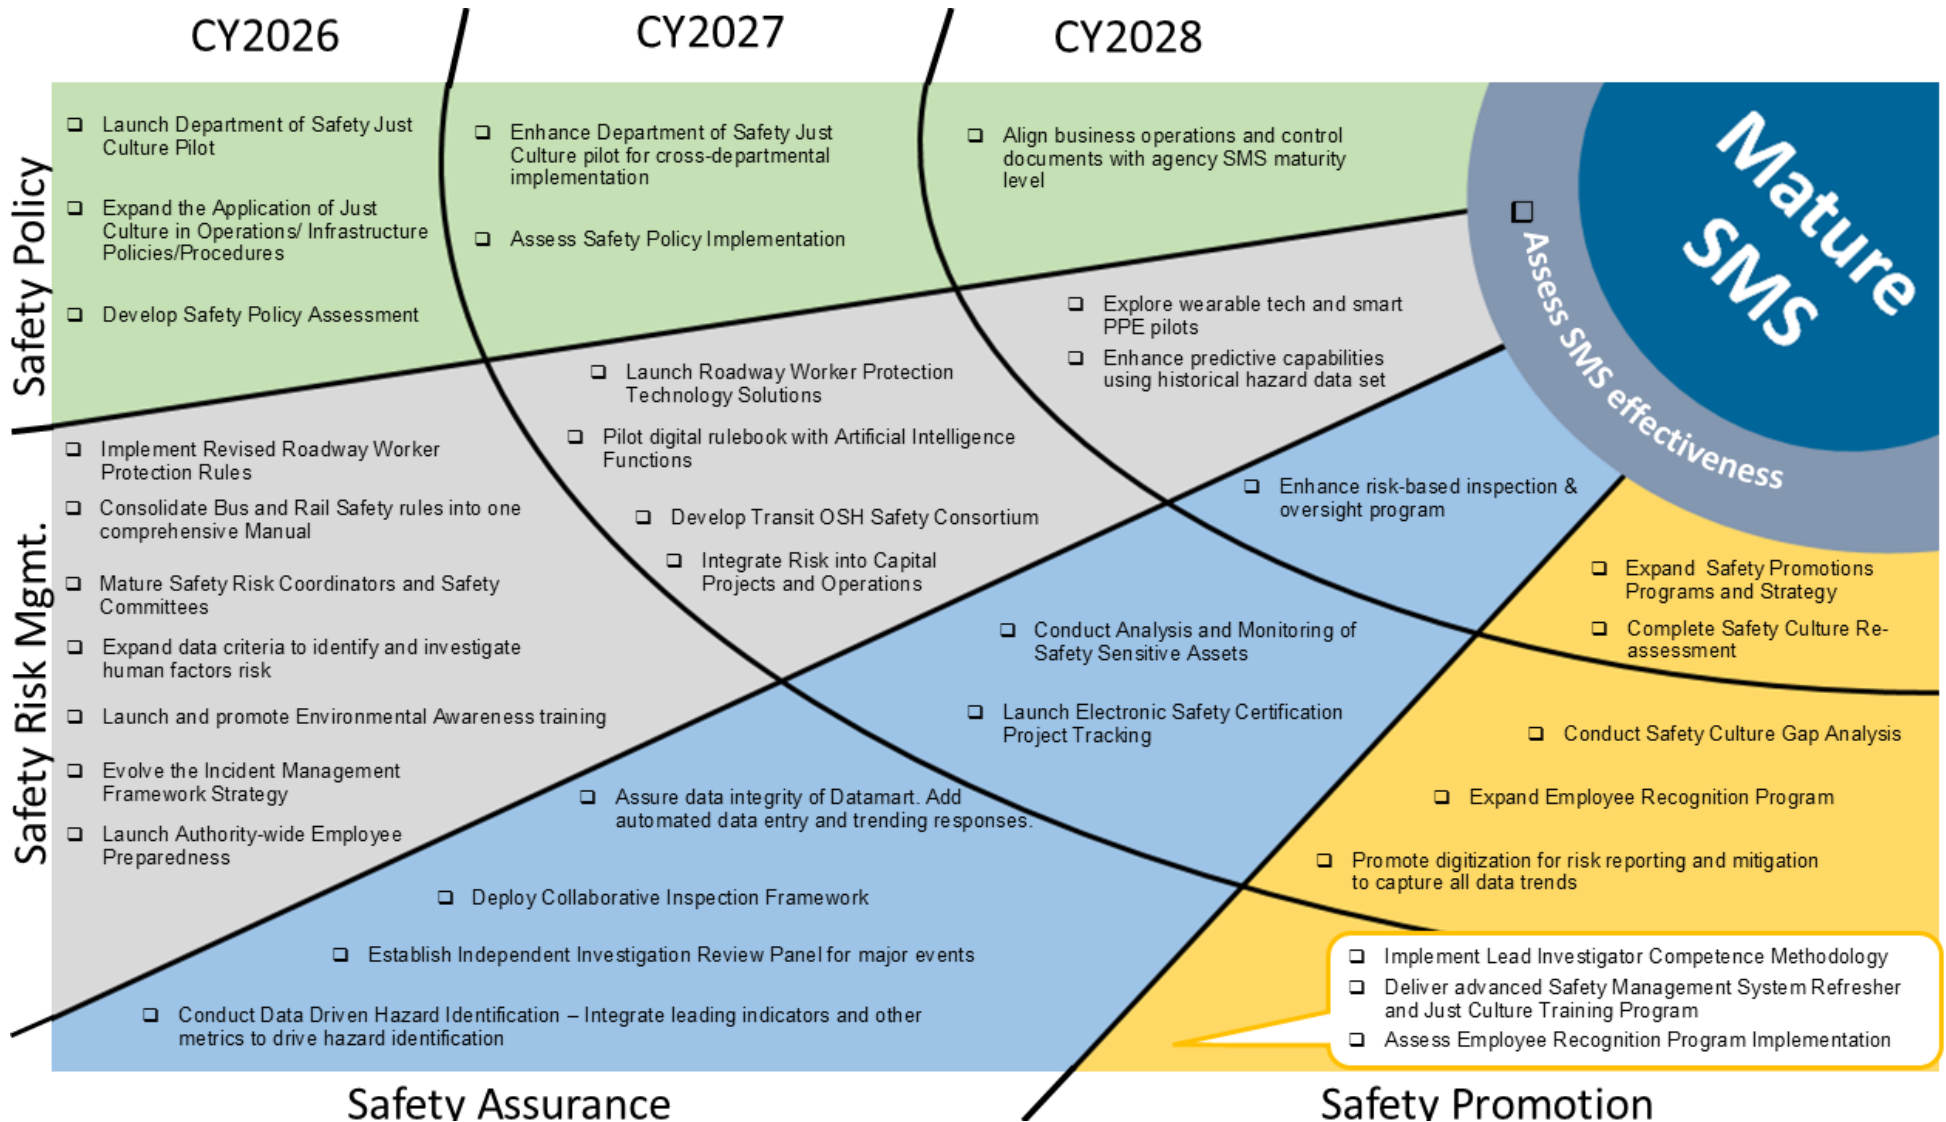 CY2026
CY2027
CY2028
Safety Policy
❑ Launch Department of Safety Just
Culture Pilot
❑ Expand the Application of Just
Culture in Operations/ Infrastructure
Policies/Procedures
❑ Develop Safety Policy Assessment
❑ Enhance Department of Safety Just
Culture pilot for cross-departmental
implementation
❑ Assess Safety Policy Implementation
❑ Align business operations and control
documents with agency SMS maturity
level
Mature
SMS
❑ Assess SMS effectiveness
Safety Risk Mgmt.
❑ Implement Revised Roadway Worker
Protection Rules
❑ Consolidate Bus and Rail Safety rules into one
comprehensive Manual
❑ Mature Safety Risk Coordinators and Safety
Committees
❑ Expand data criteria to identify and investigate
human factors risk
❑ Launch and promote Environmental Awareness training
❑ Evolve the Incident Management
Framework Strategy
❑ Launch Authority-wide Employee
Preparedness
❑ Launch Roadway Worker Protection
Technology Solutions
❑ Pilot digital rulebook with Artificial Intelligence
Functions
❑ Develop Transit OSH Safety Consortium
❑ Integrate Risk into Capital
Projects and Operations
❑ Explore wearable tech and smart
PPE pilots
❑ Enhance predictive capabilities
using historical hazard data set
❑ Assure data integrity of Datamart. Add
automated data entry and trending responses.
❑ Deploy Collaborative Inspection Framework
❑ Establish Independent Investigation Review Panel for major events
❑ Conduct Data Driven Hazard Identification – Integrate leading indicators and other
metrics to drive hazard identification
❑ Conduct Analysis and Monitoring of
Safety Sensitive Assets
❑ Launch Electronic Safety Certification
Project Tracking
❑ Enhance risk-based inspection &
oversight program
❑ Expand  Safety Promotions
Programs and Strategy
❑ Complete Safety Culture Re-
assessment
❑ Conduct Safety Culture Gap Analysis
❑ Expand Employee Recognition Program
❑ Promote digitization for risk reporting and mitigation
to capture all data trends
❑ Implement Lead Investigator Competence Methodology
❑ Deliver advanced Safety Management System Refresher
and Just Culture Training Program
❑ Assess Employee Recognition Program Implementation
Safety Assurance
Safety Promotion